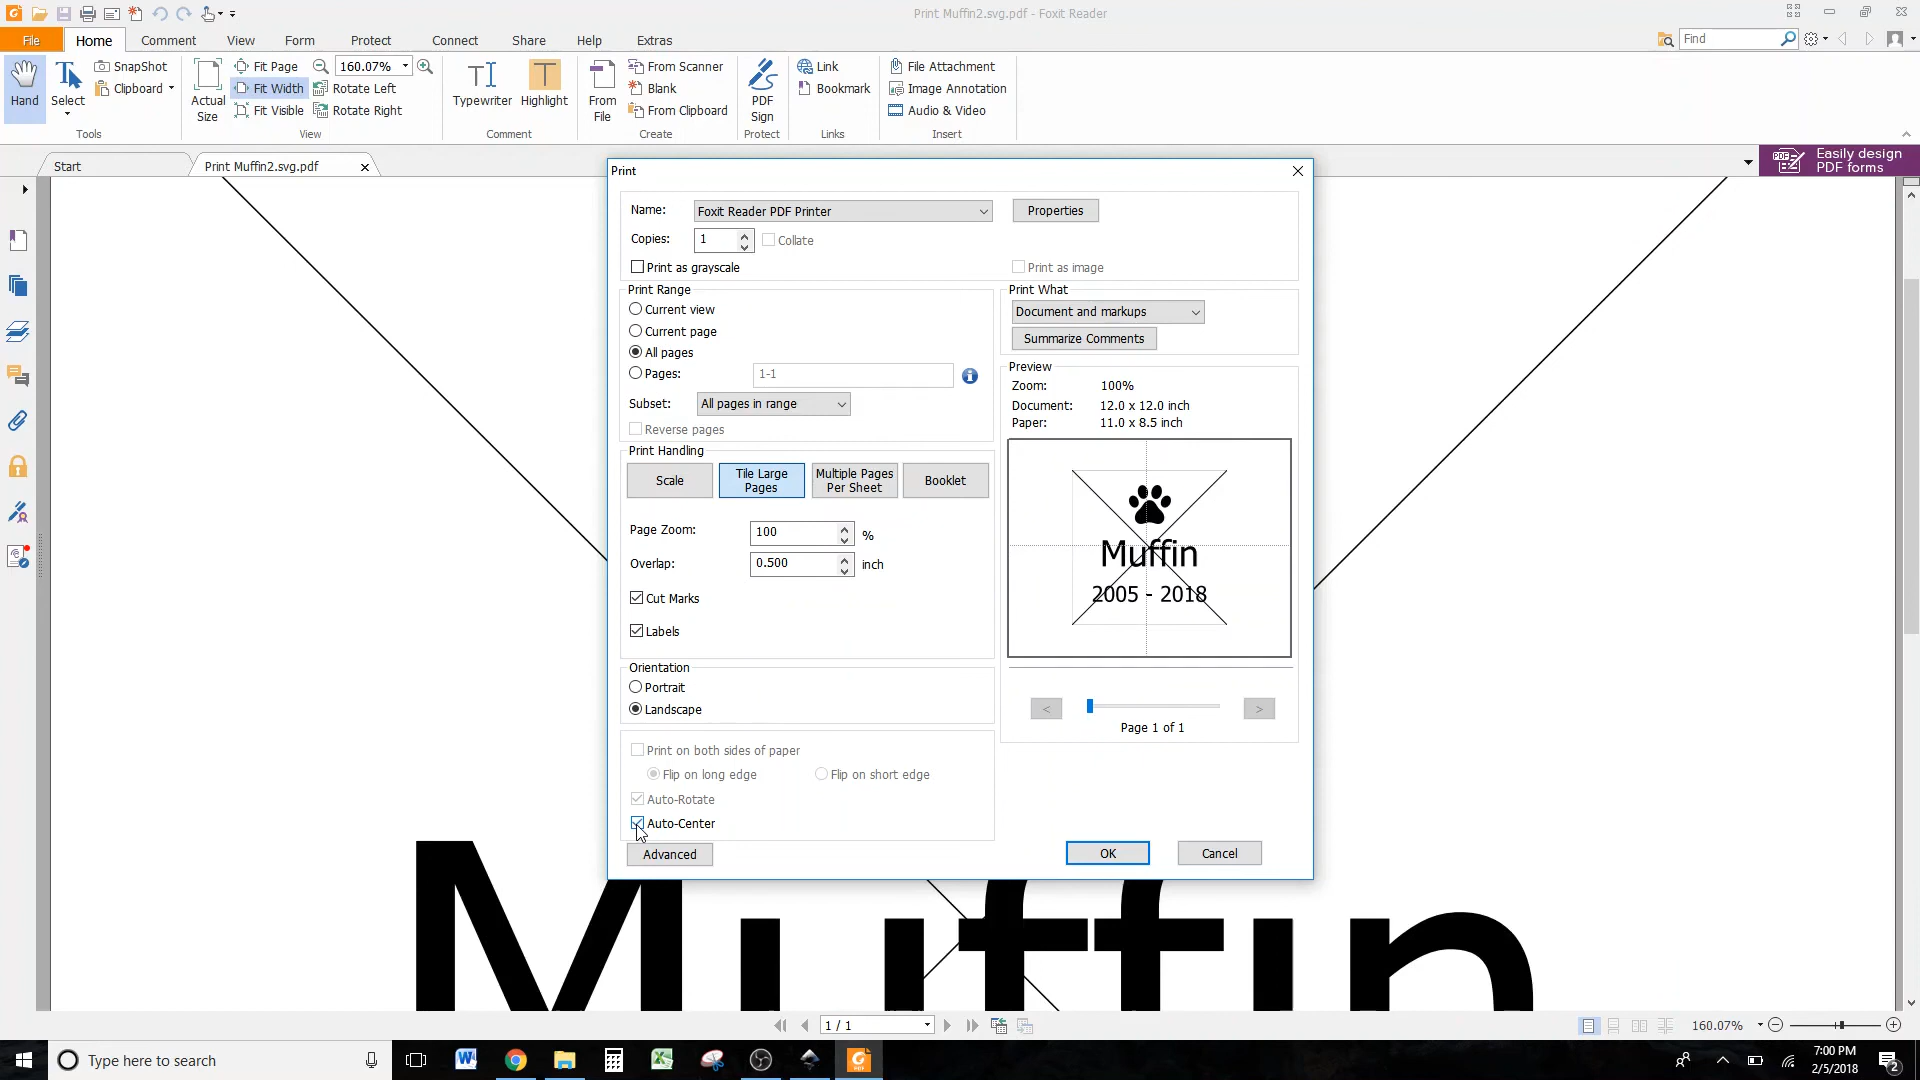 Print Muffin2.svg.pdf - Foxit Reader
File Home Comment View Form Protect Connect Share Help Extras
Find
Hand
Select
SnapShot
Clipboard
Tools
Actual
Size
Fit Page
Fit Width
Fit Visible
160.07%
Rotate Left
Rotate Right
View
Typewriter
Highlight
Comment
From
File
From Scanner
Blank
From Clipboard
Create
PDF
Sign
Protect
Link
Bookmark
Links
File Attachment
Image Annotation
Audio & Video
Insert
Start
Print Muffin2.svg.pdf
Easily design
PDF forms
Print
Name: Foxit Reader PDF Printer Properties
Copies: 1 Collate
Print as grayscale Print as image
Print Range
Current view
Current page
All pages
Pages: 1-1
Subset: All pages in range
Reverse pages
Print Handling
Scale
Tile Large
Pages
Multiple Pages
Per Sheet
Booklet
Page Zoom: 100 %
Overlap: 0.500 inch
Cut Marks
Labels
Orientation
Portrait
Landscape
Print on both sides of paper
Flip on long edge Flip on short edge
Auto-Rotate
Auto-Center
Advanced
Print What
Document and markups
Summarize Comments
Preview
Zoom: 100%
Document: 12.0 x 12.0 inch
Paper: 11.0 x 8.5 inch
Muffin
2005 - 2018
< >
Page 1 of 1
OK Cancel
Muffin
1 / 1
160.07%
Type here to search
7:00 PM
2/5/2018
2